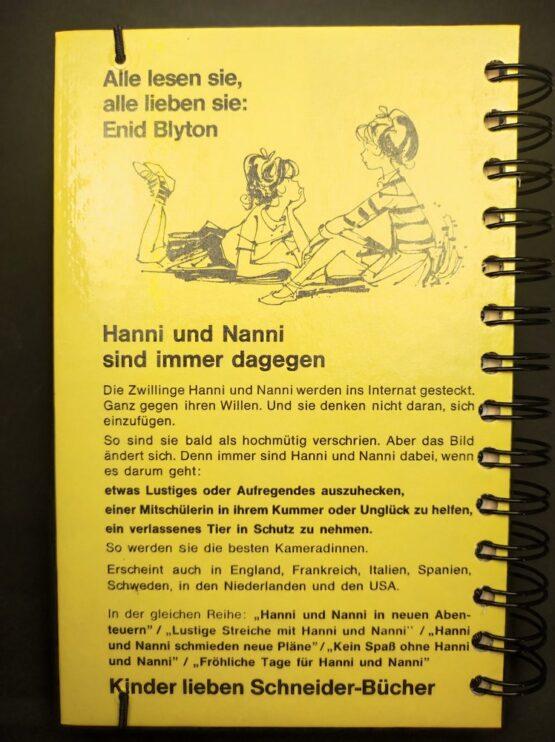 Alle lesen sie,
alle lieben sie:
Enid Blyton
Hanni und Nanni
sind immer dagegen
Die Zwillinge Hanni und Nanni werden ins Internat gesteckt.
Ganz gegen ihren Willen. Und sie denken nicht daran, sich
einzufügen.
So sind sie bald als hochmütig verschrien. Aber das Bild
ändert sich. Denn immer sind Hanni und Nanni dabei, wenn
es darum geht:
etwas Lustiges oder Aufregendes auszuhecken,
einer Mitschülerin in ihrem Kummer oder Unglück zu helfen,
ein verlassenes Tier in Schutz zu nehmen.
So werden sie die besten Kameradinnen.
Erscheint auch in England, Frankreich, Italien, Spanien,
Schweden, in den Niederlanden und den USA.
In der gleichen Reihe: „Hanni und Nanni in neuen Aben-
teuern" / „Lustige Streiche mit Hanni und Nanni" / „Hanni
und Nanni schmieden neue Pläne" / „Kein Spaß ohne Hanni
und Nanni" / „Fröhliche Tage für Hanni und Nanni"
Kinder lieben Schneider-Bücher